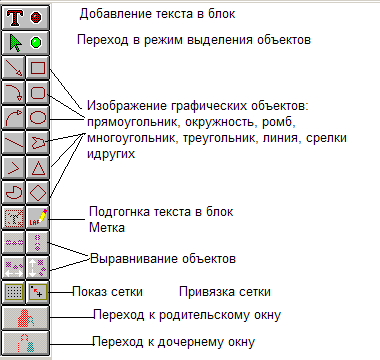 T
Добавление текста в блок
Переход в режим выделения объектов
Изображение графических объектов:
прямоугольник, окружность, ромб,
многоугольник, треугольник, линия, срелки
идругих
LAB
Подгогнка текста в блок
Метка
Выравнивание объектов
Показ сетки Привязка сетки
Переход к родительскому окну
Переход к дочернему окну